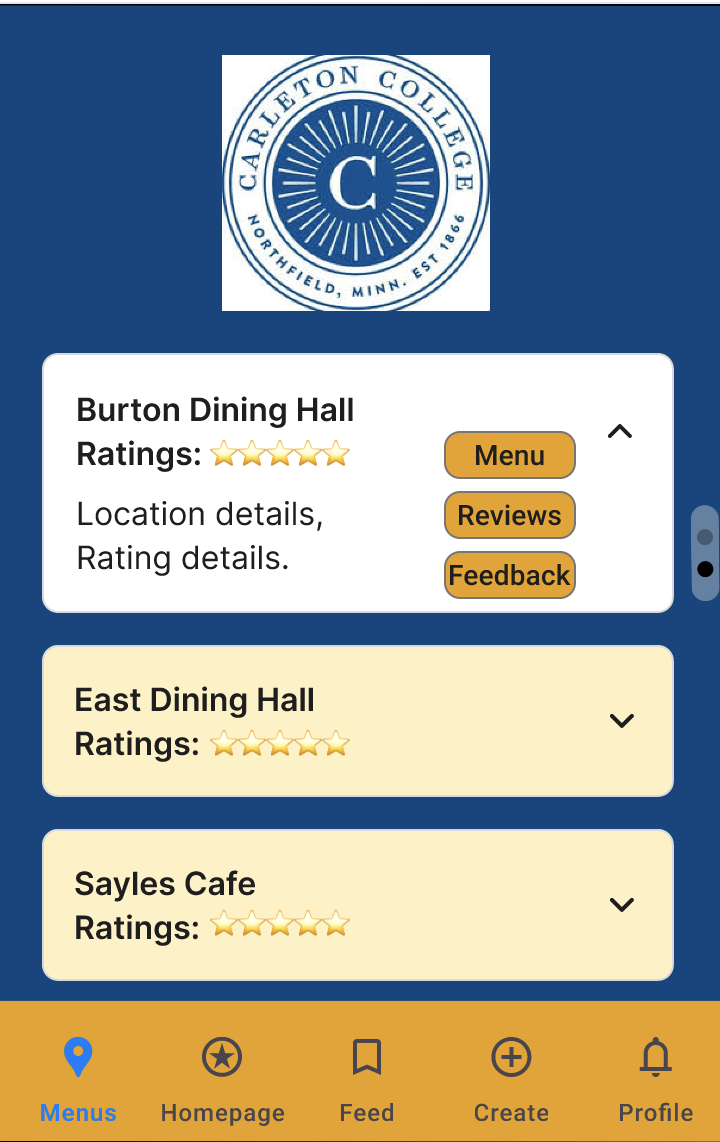 CARLETON COLLEGE
C
NORTHFIELD, MINN. EST 1866
Burton Dining Hall
Ratings: ⭐⭐⭐⭐⭐
Location details,
Rating details.
Menu
Reviews
Feedback
East Dining Hall
Ratings: ⭐⭐⭐⭐⭐
Sayles Cafe
Ratings: ⭐⭐⭐⭐⭐
Menus Homepage Feed Create Profile